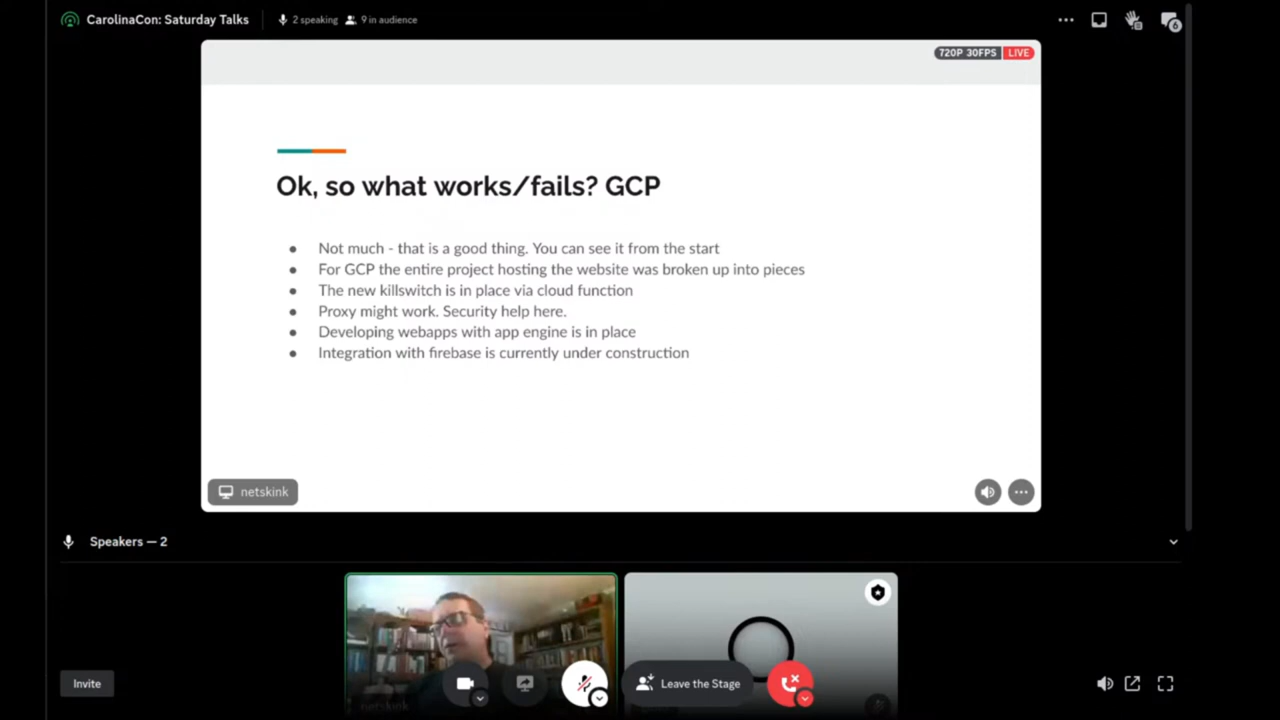 CarolinaCon: Saturday Talks
2 speaking
9 in audience
6
720P 30FPS
LIVE
Ok, so what works/fails? GCP
● Not much - that is a good thing. You can see it from the start
● For GCP the entire project hosting the website was broken up into pieces
● The new killswitch is in place via cloud function
● Proxy might work. Security help here.
● Developing webapps with app engine is in place
● Integration with firebase is currently under construction
netskink
Speakers — 2
Invite
Leave the Stage
netskink